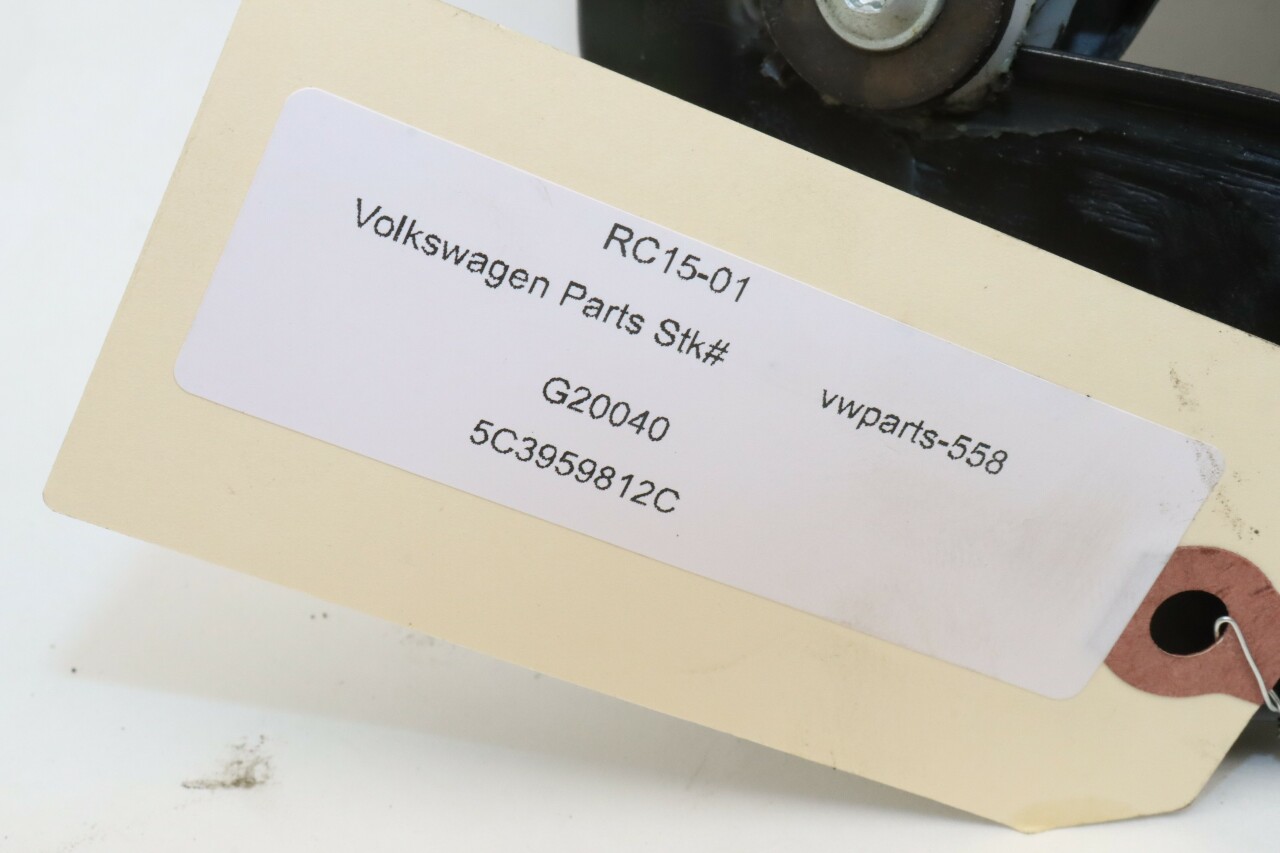 RC15-01
Volkswagen Parts Stk#
vwparts-558
G20040
5C3959812C